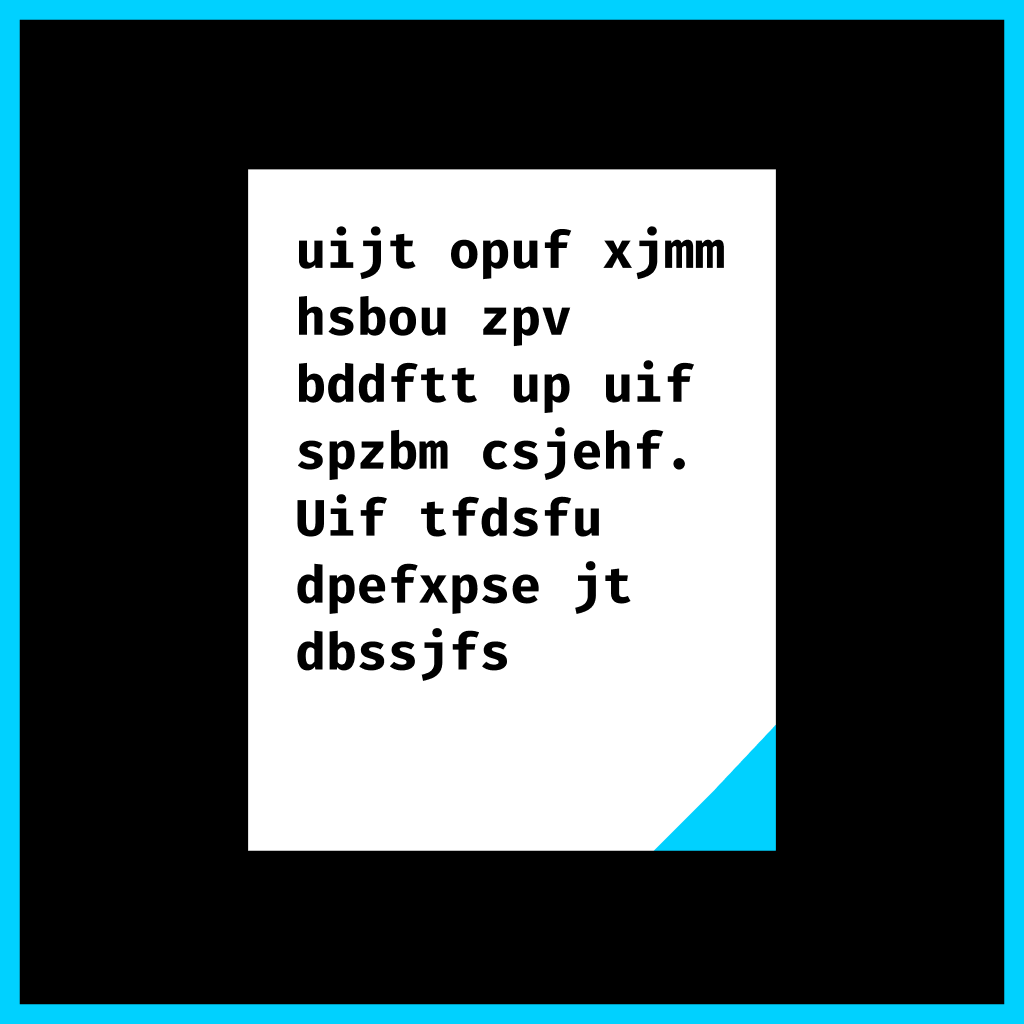 uijt opuf xjmm
hsbou zpv
bddftt up uif
spzbm csjehf.
Uif tfdsfu
dpefxpse jt
dbssjfs